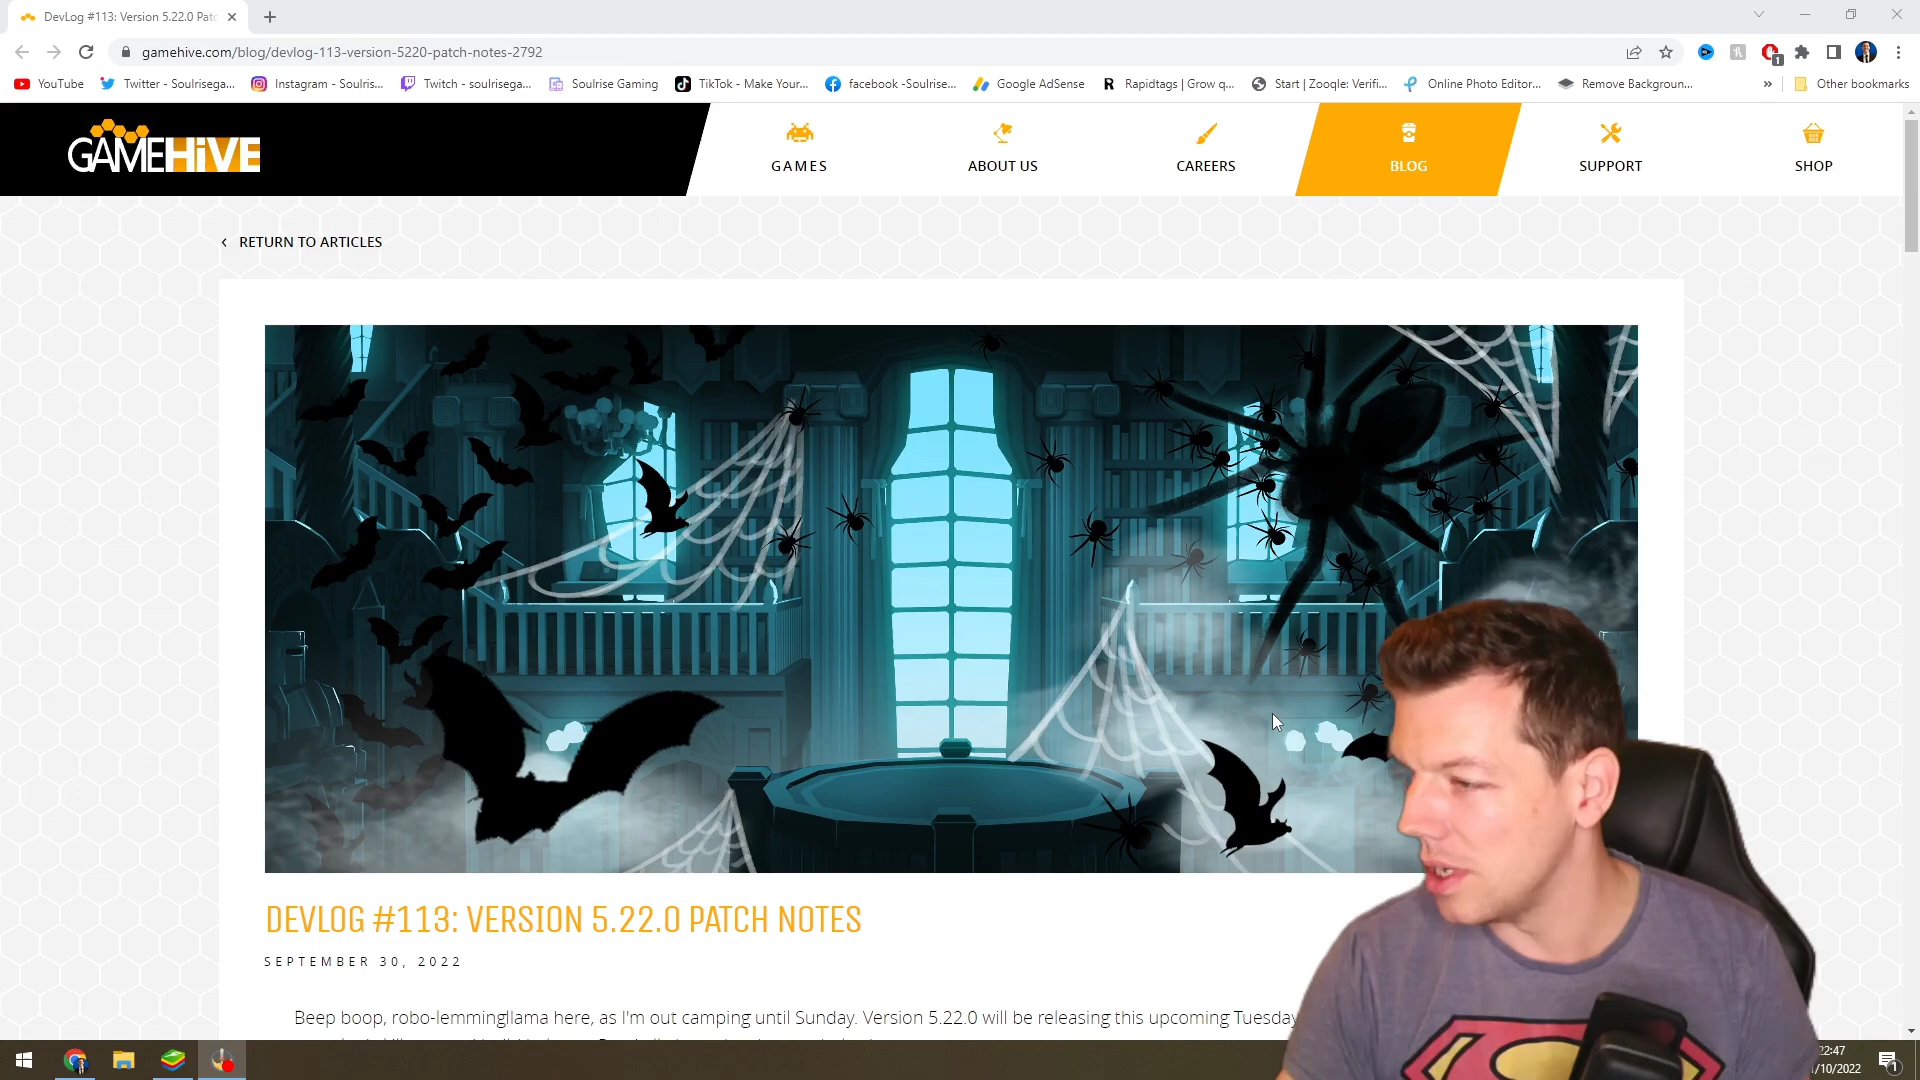 DevLog #113: Version 5.22.0 Patc
gamehive.com/blog/devlog-113-version-5220-patch-notes-2792
1
YouTube
Twitter - Soulrisega...
Instagram - Soulris...
Twitch - soulrisega...
Soulrise Gaming
TikTok - Make Your...
facebook -Soulrise...
Google AdSense
R
Rapidtags | Grow q...
Start | Zoogle: Verifi...
Online Photo Editor...
Remove Backgroun...
»
Other bookmarks
GAMEHIVE
GAMES
ABOUT US
CAREERS
BLOG
SUPPORT
SHOP
RETURN TO ARTICLES
DEVLOG #113: VERSION 5.22.0 PATCH NOTES
SEPTEMBER 30, 2022
Beep boop, robo-lemmingllama here, as I'm out camping until Sunday. Version 5.22.0 will be releasing this upcoming Tuesday
22:47
/10/2022
1